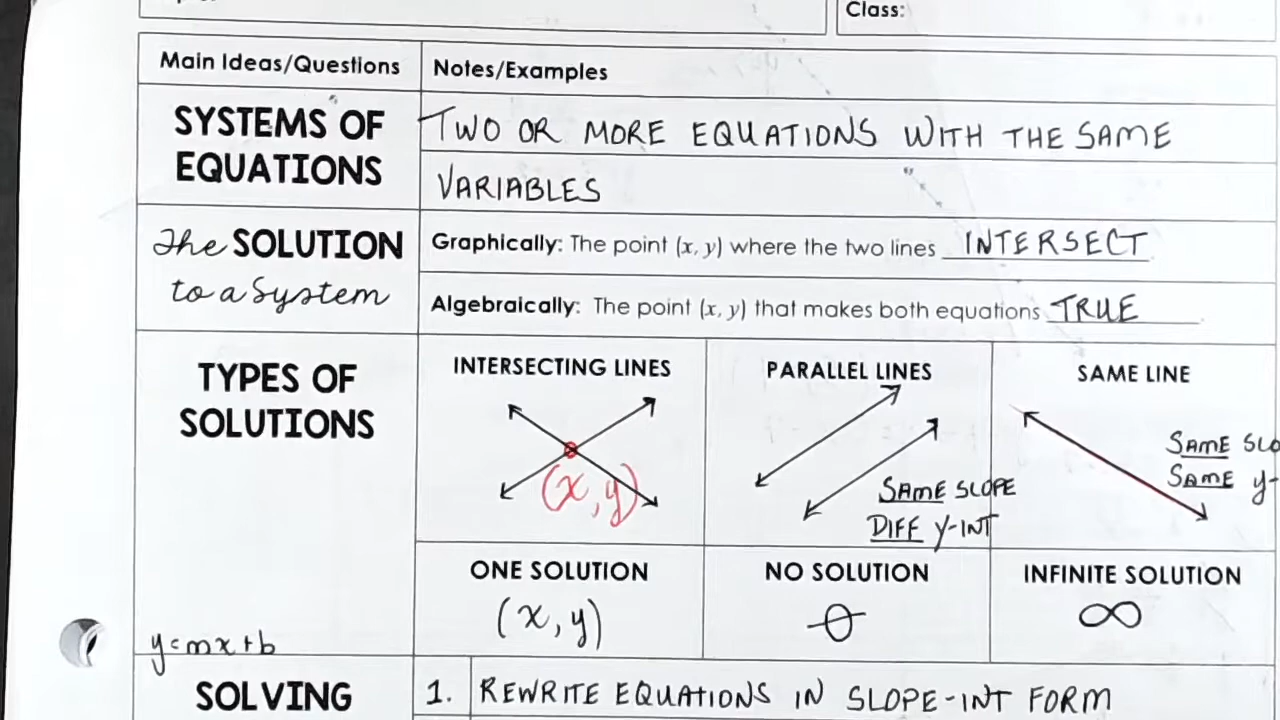 Class:
Main Ideas/Questions
Notes/Examples
SYSTEMS OF
EQUATIONS
TWO OR MORE EQUATIONS WITH THE SAME
VARIABLES
The SOLUTION
to a System
Graphically: The point (x, y) where the two lines INTERSECT
Algebraically: The point (x, y) that makes both equations TRUE
TYPES OF
SOLUTIONS
INTERSECTING LINES
(x, y)
ONE SOLUTION
(x, y)
PARALLEL LINES
SAME SLOPE
DIFF Y-INT
NO SOLUTION
SAME LINE
SAME SLO
SAME y-
INFINITE SOLUTION
∞
y=mx+b
SOLVING
1. REWRITE EQUATIONS IN SLOPE-INT FORM